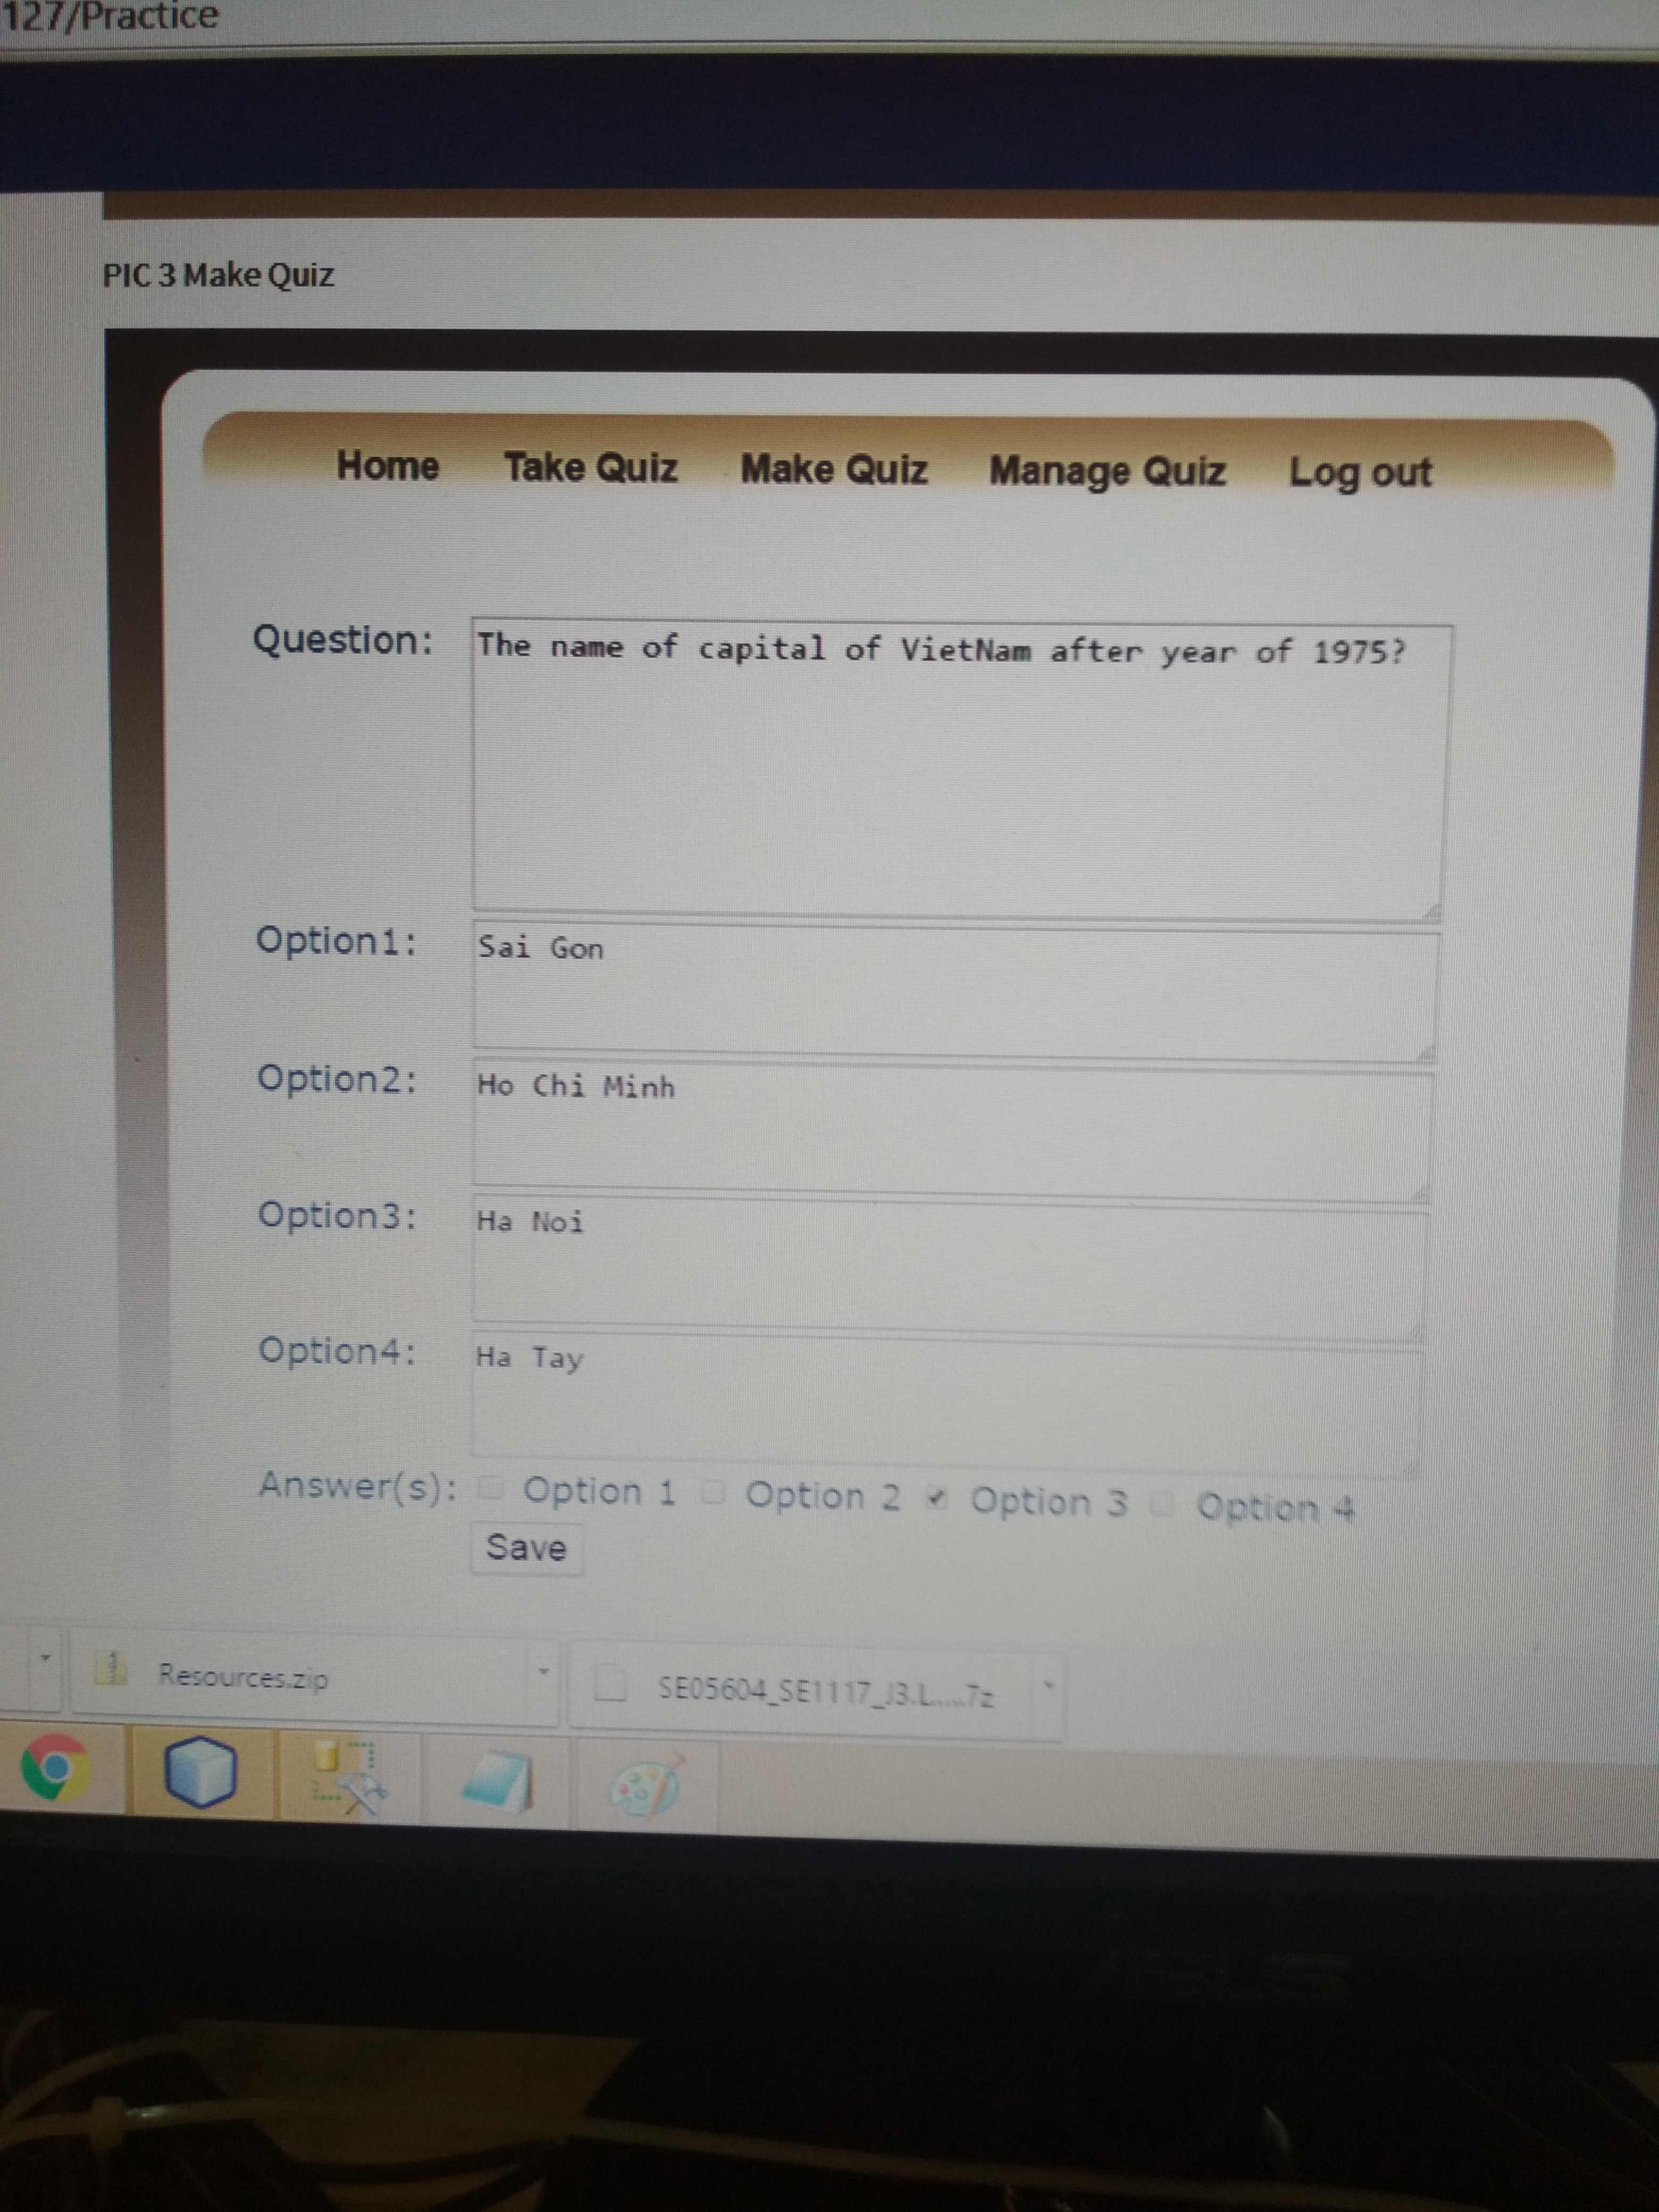 127/Practice
PIC 3 Make Quiz
Home Take Quiz Make Quiz Manage Quiz Log out
Question: The name of capital of VietNam after year of 1975?
Option1: Sai Gon
Option2: Ho Chi Minh
Option3: Ha Noi
Option4: Ha Tay
Answer(s): Option 1 Option 2 Option 3 Option 4
Save
Resources.zip SE05604_SE1117_J3.L.....7z